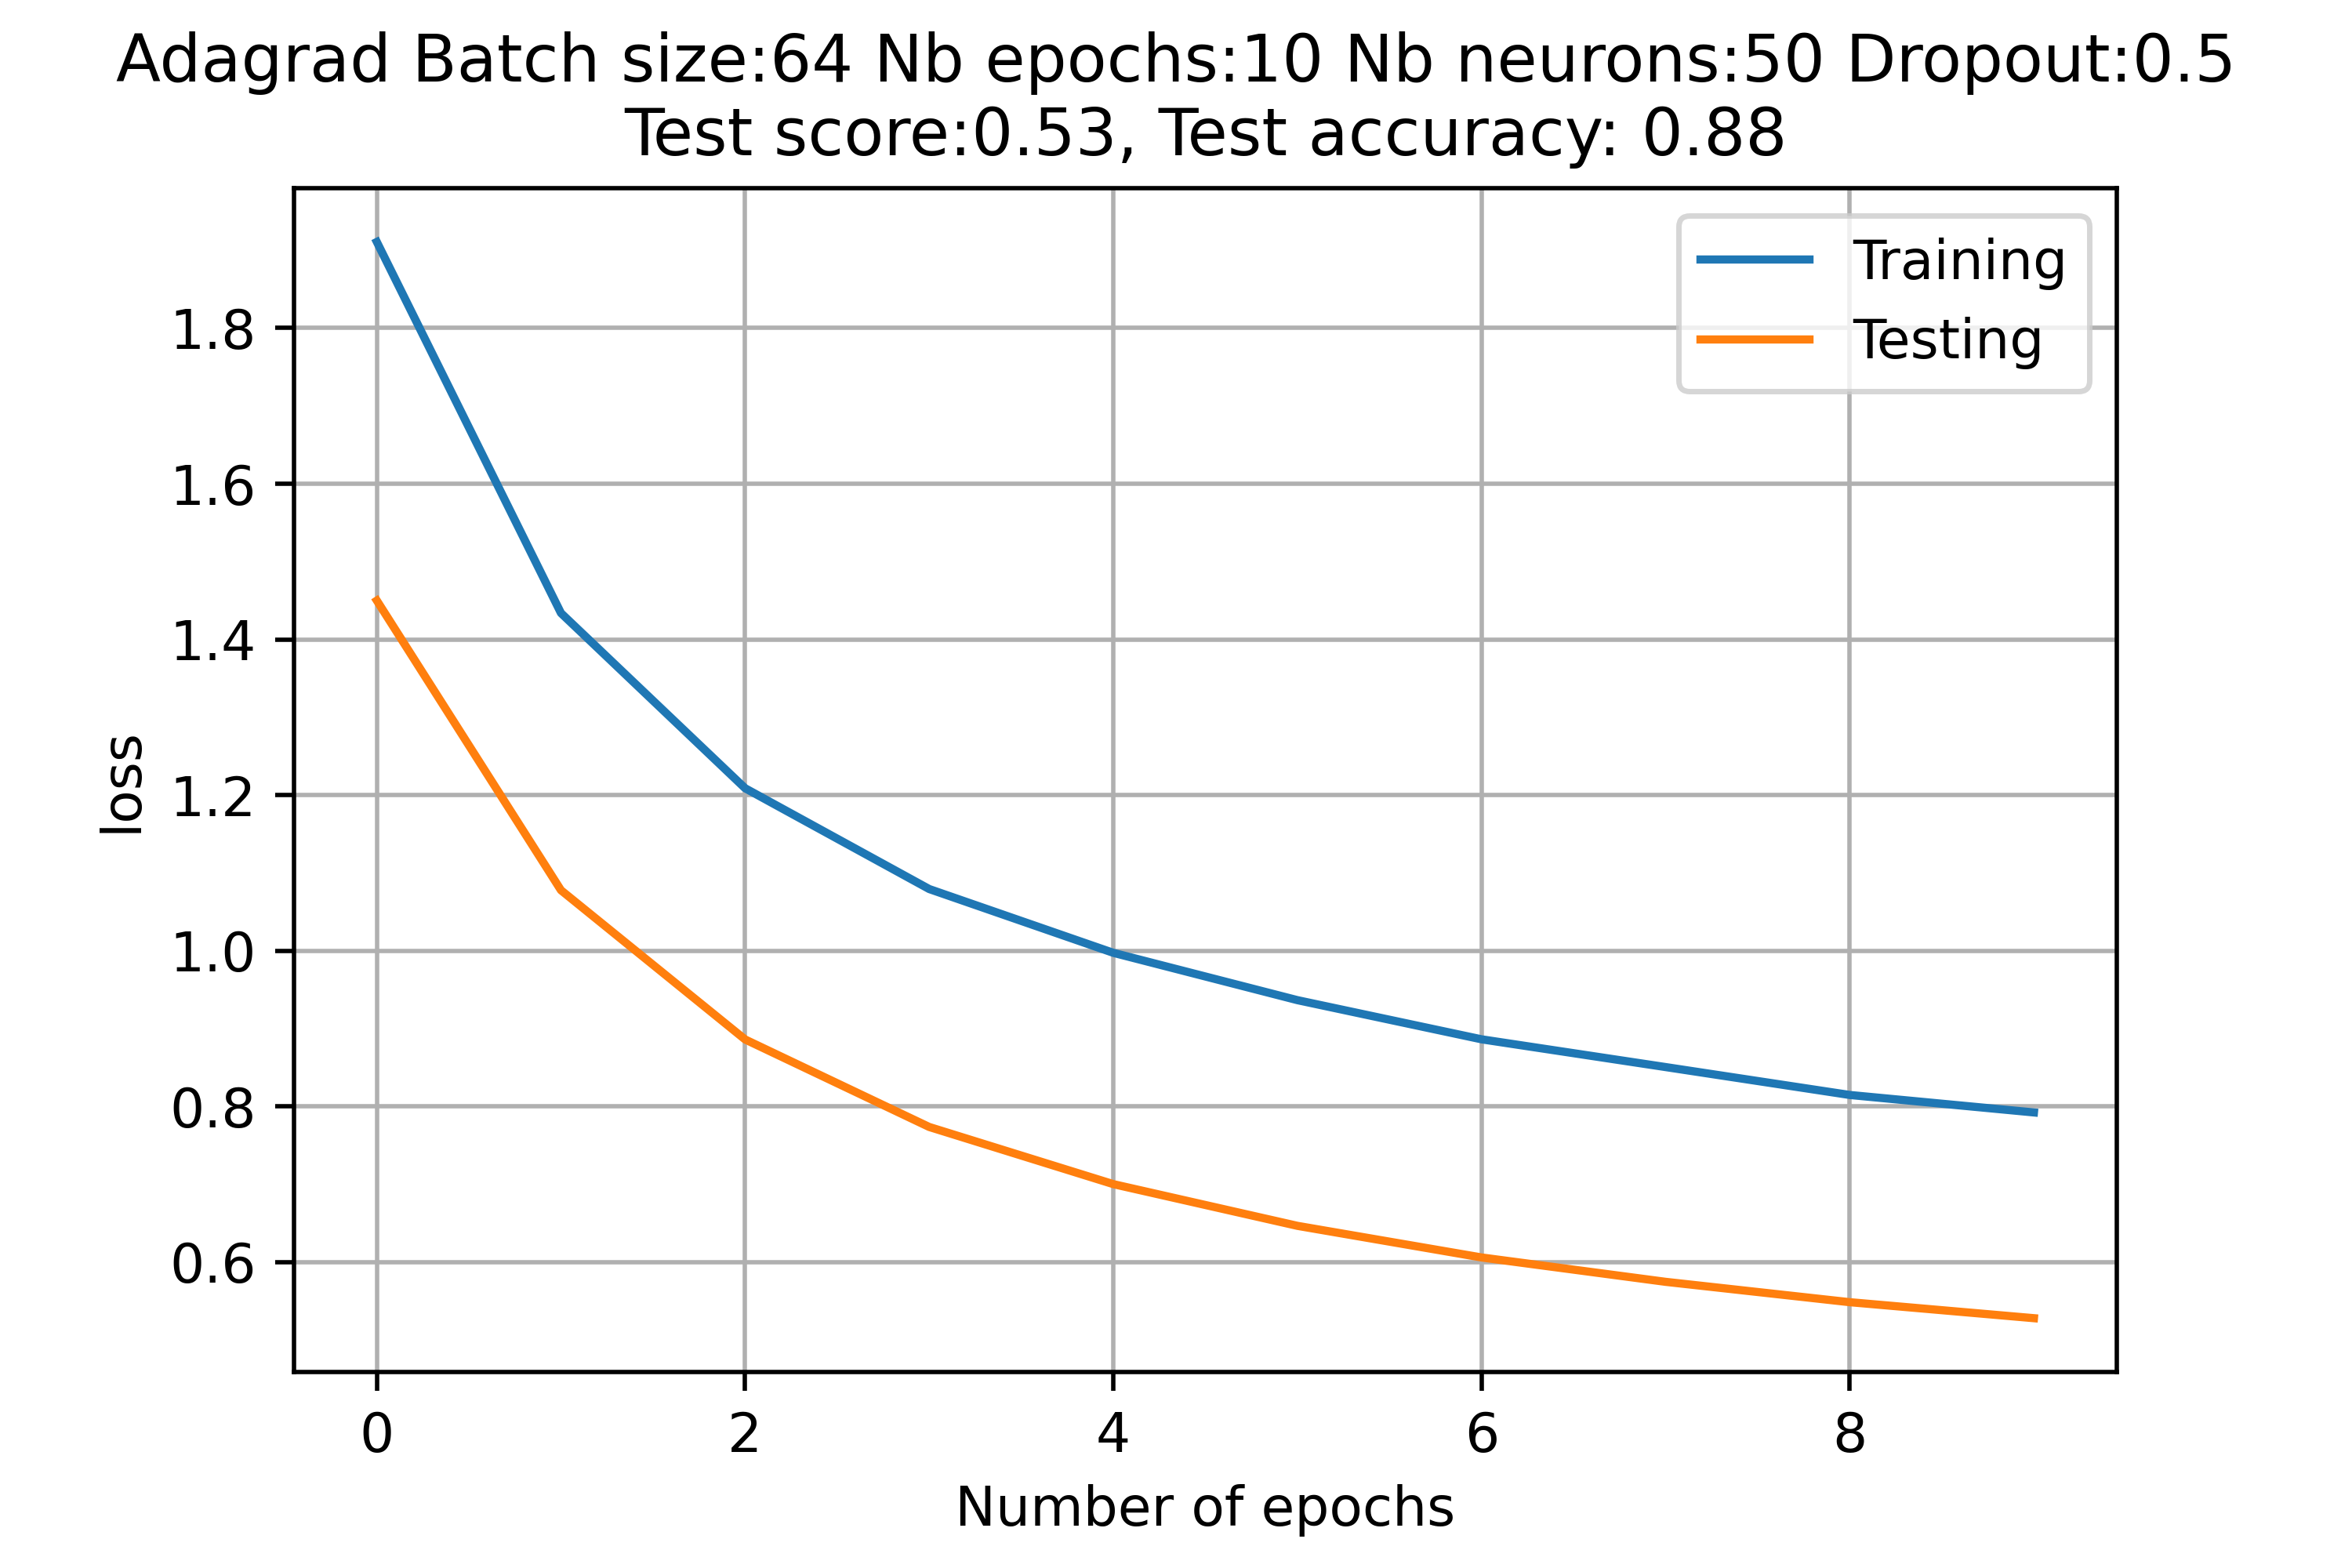 Adagrad Batch size:64 Nb epochs:10 Nb neurons:50 Dropout:0.5
Test score:0.53, Test accuracy: 0.88
Training
Testing
1.8
1.6
1.4
1.2
1.0
0.8
0.6
loss
0 2 4 6 8
Number of epochs